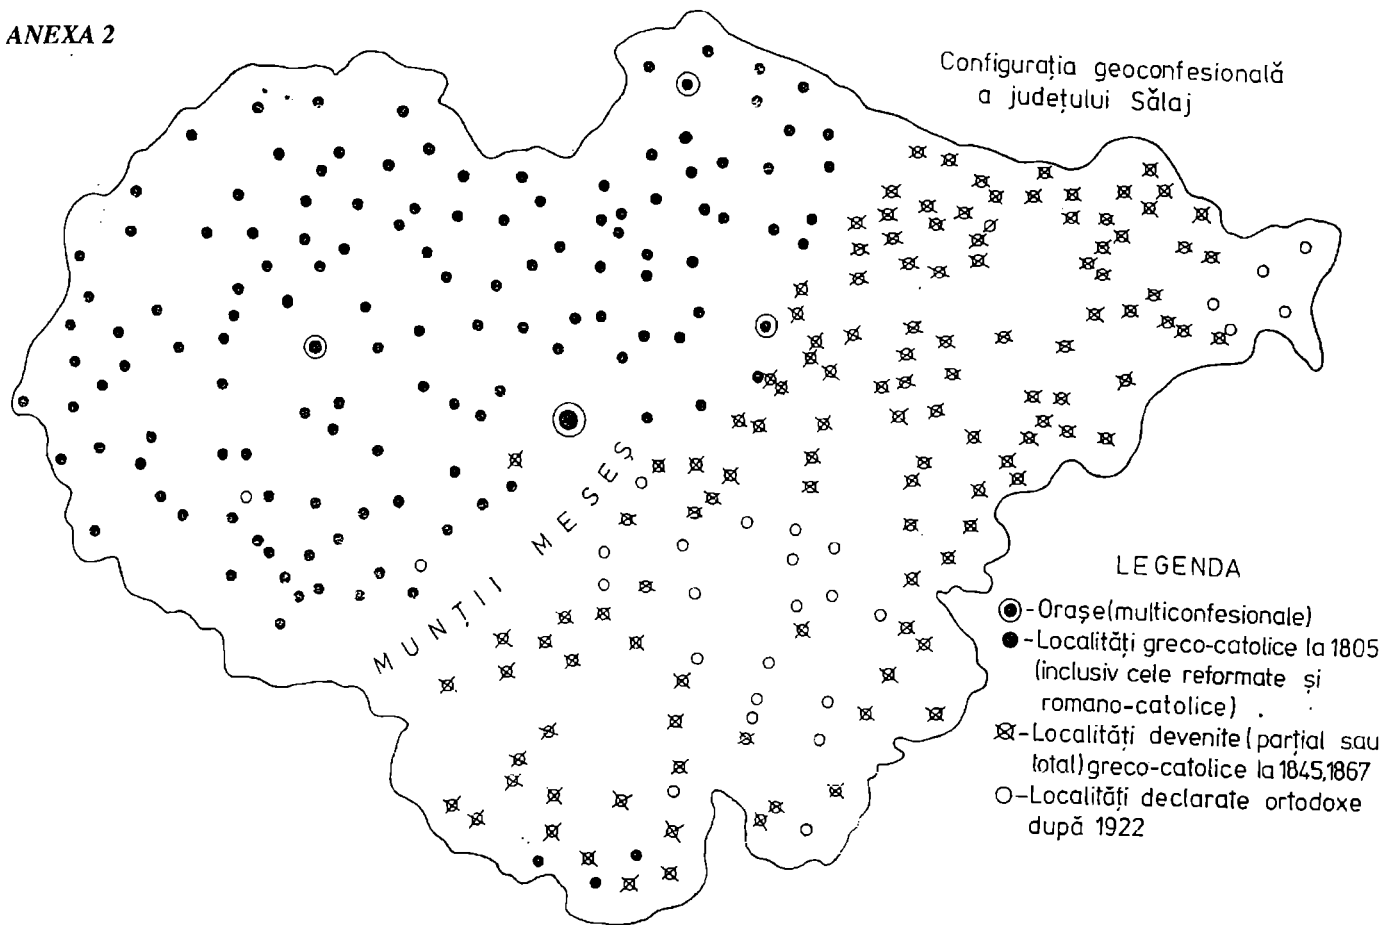 ANEXA 2
Configurația geoconfesională
a județului Sălaj
MUNȚII MESEȘ
LEGENDA
-Orașe(multiconfesionale)
-Localități greco-catolice la 1805
(inclusiv cele reformate și
romano-catolice)
-Localități devenite(parțial sau
total)greco-catolice la 1845,1867
-Localități declarate ortodoxe
după 1922